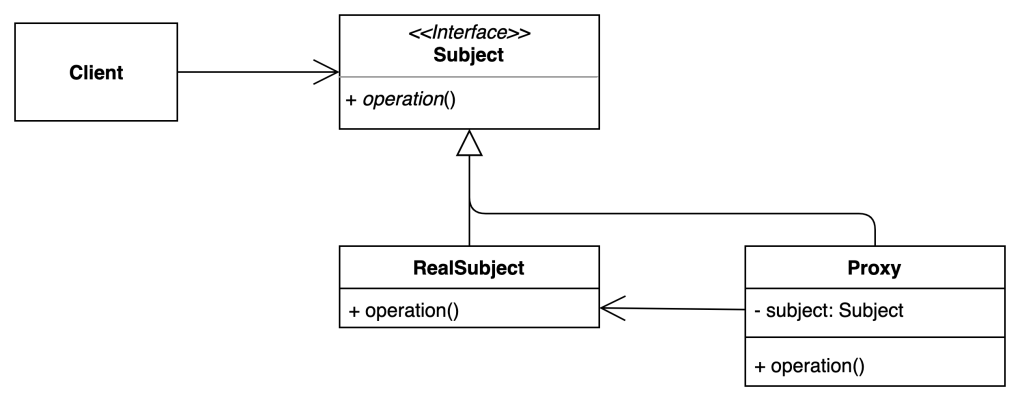 Client
<<Interface>>
Subject
+ operation()
RealSubject
+ operation()
Proxy
- subject: Subject
+ operation()